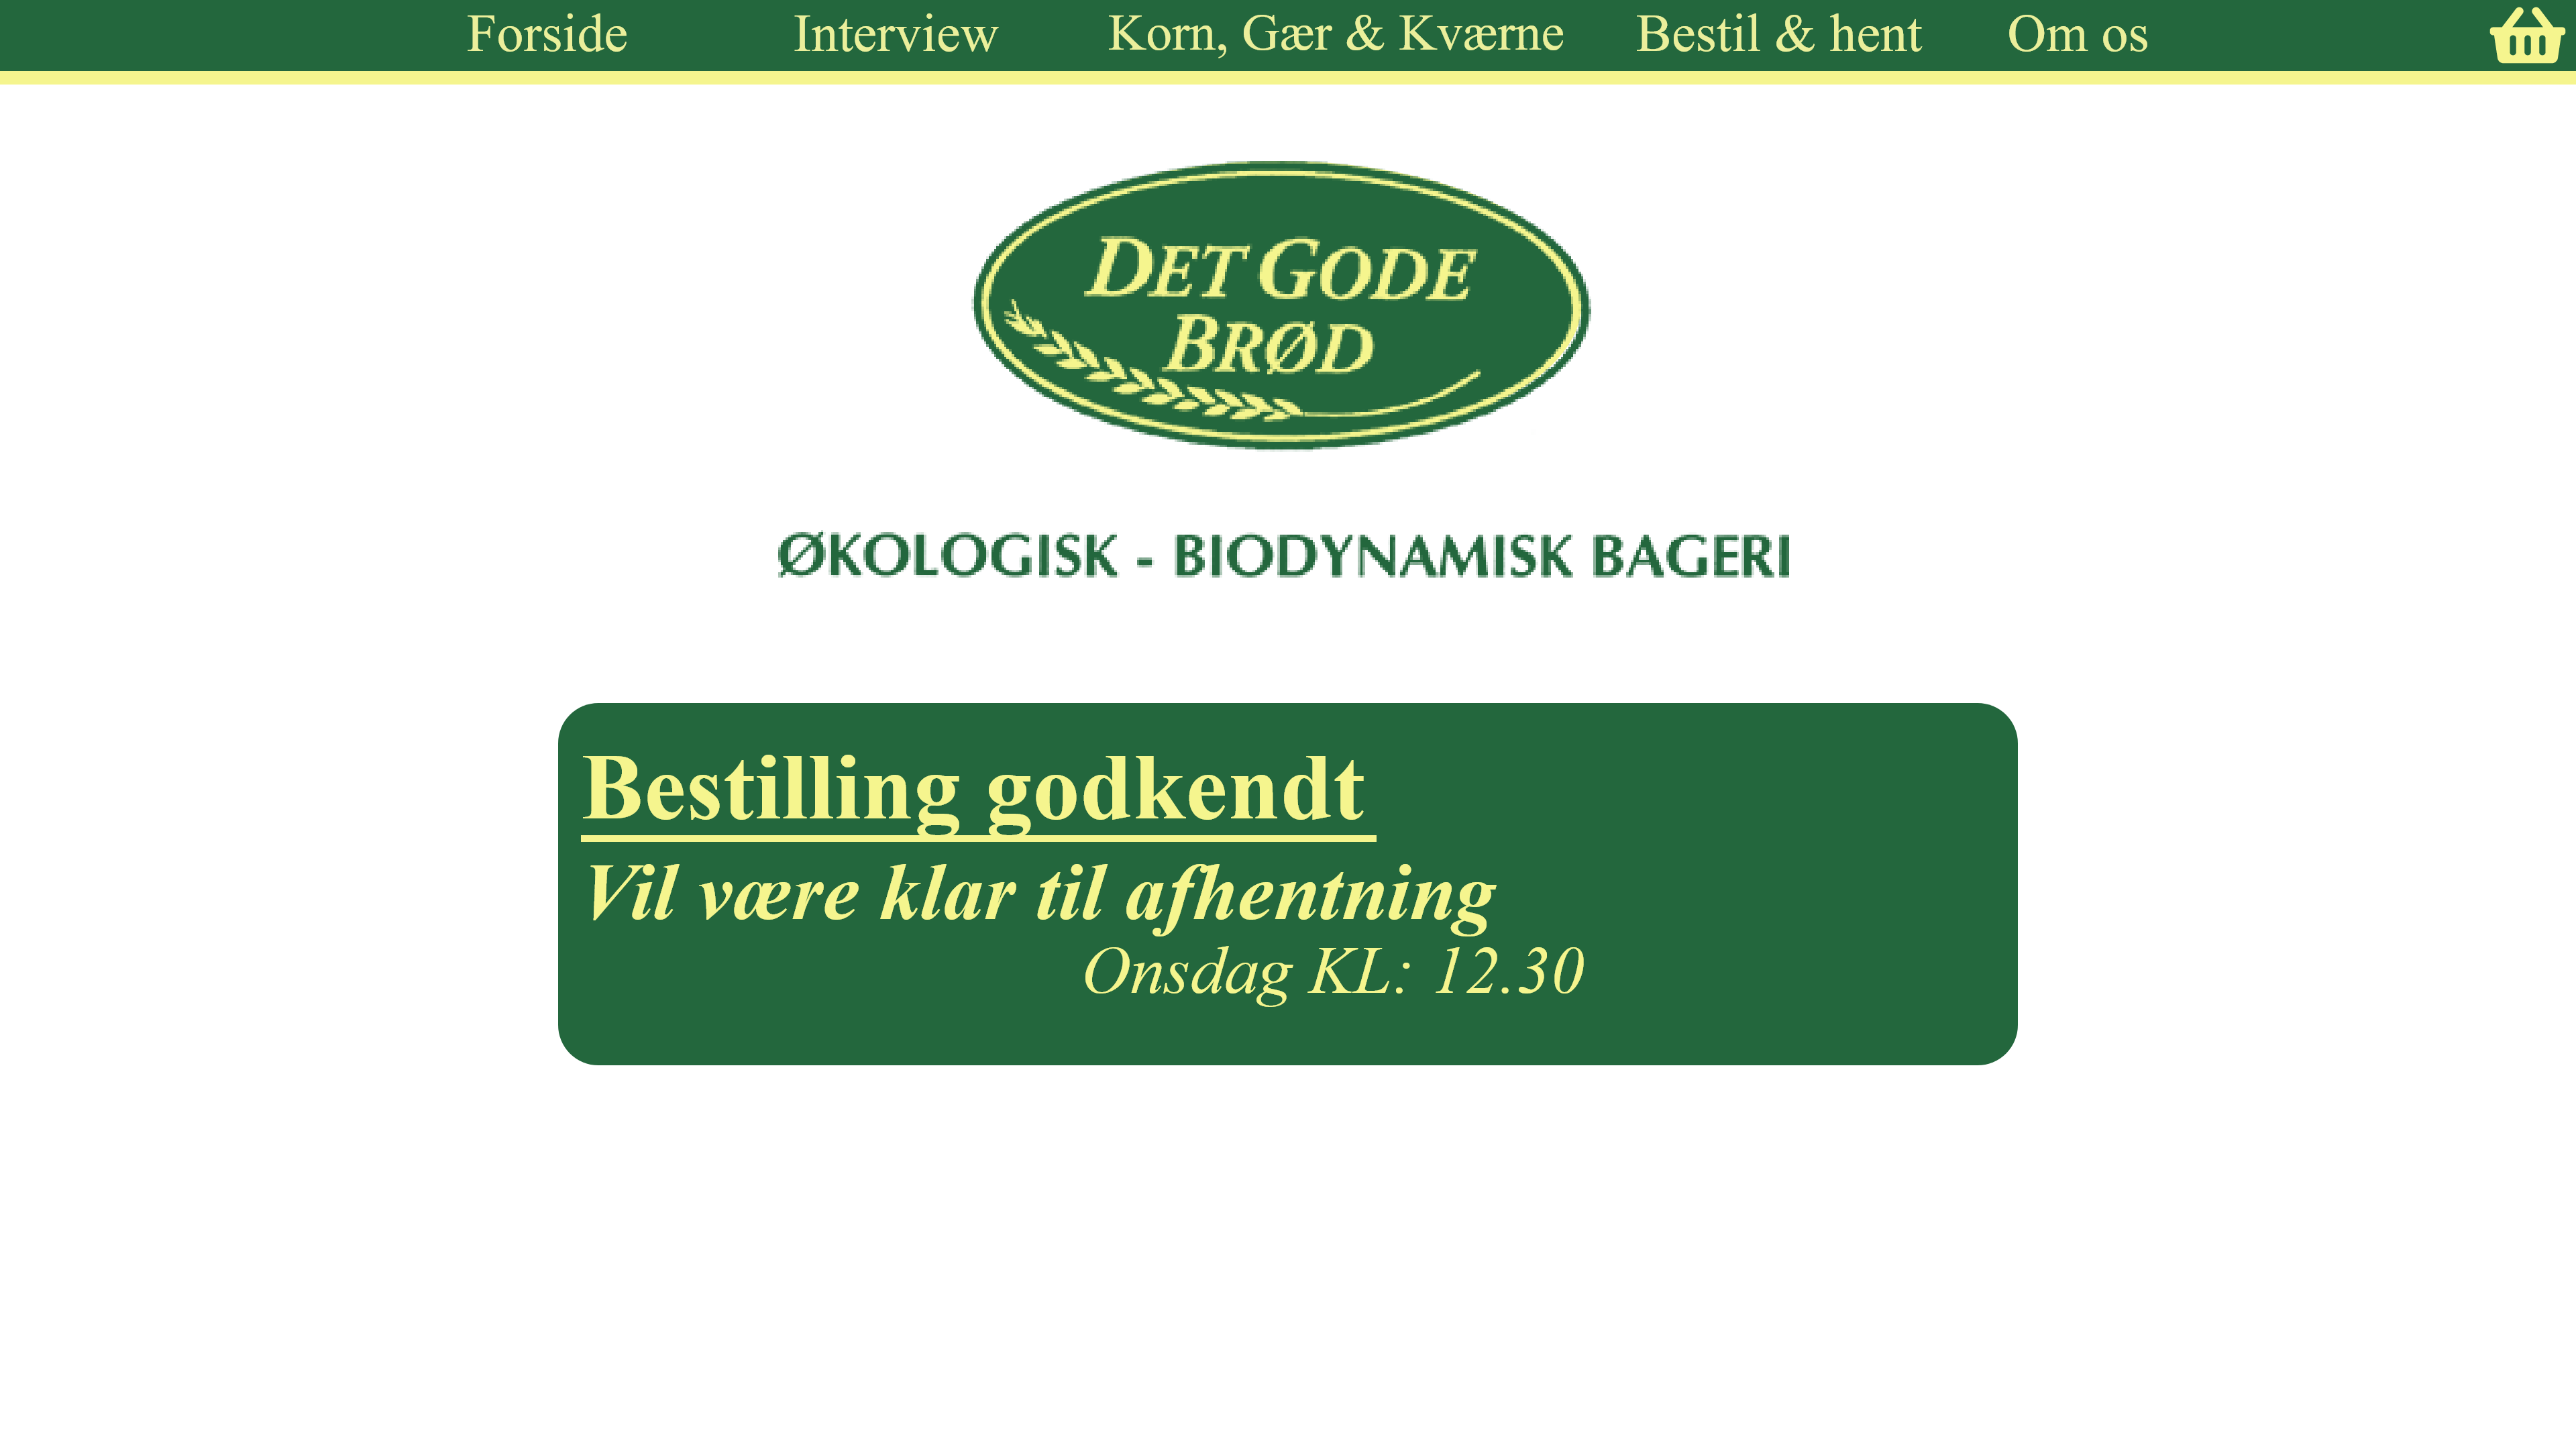 Forside Interview Korn, Gær & Kværne Bestil & hent Om os
DET GODE
BRØD
ØKOLOGISK - BIODYNAMISK BAGERI
Bestilling godkendt
Vil være klar til afhentning
Onsdag KL: 12.30